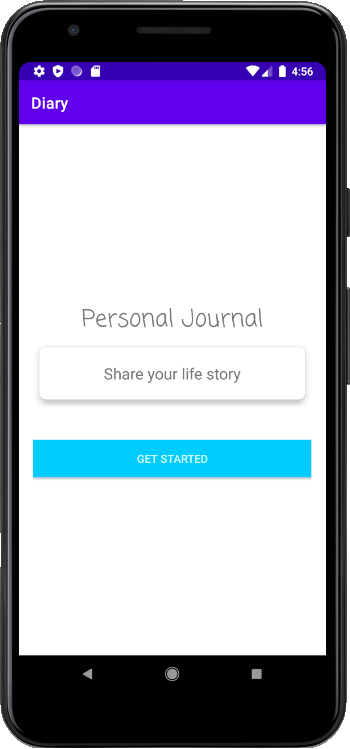 4:56
Diary
Personal Journal
Share your life story
GET STARTED